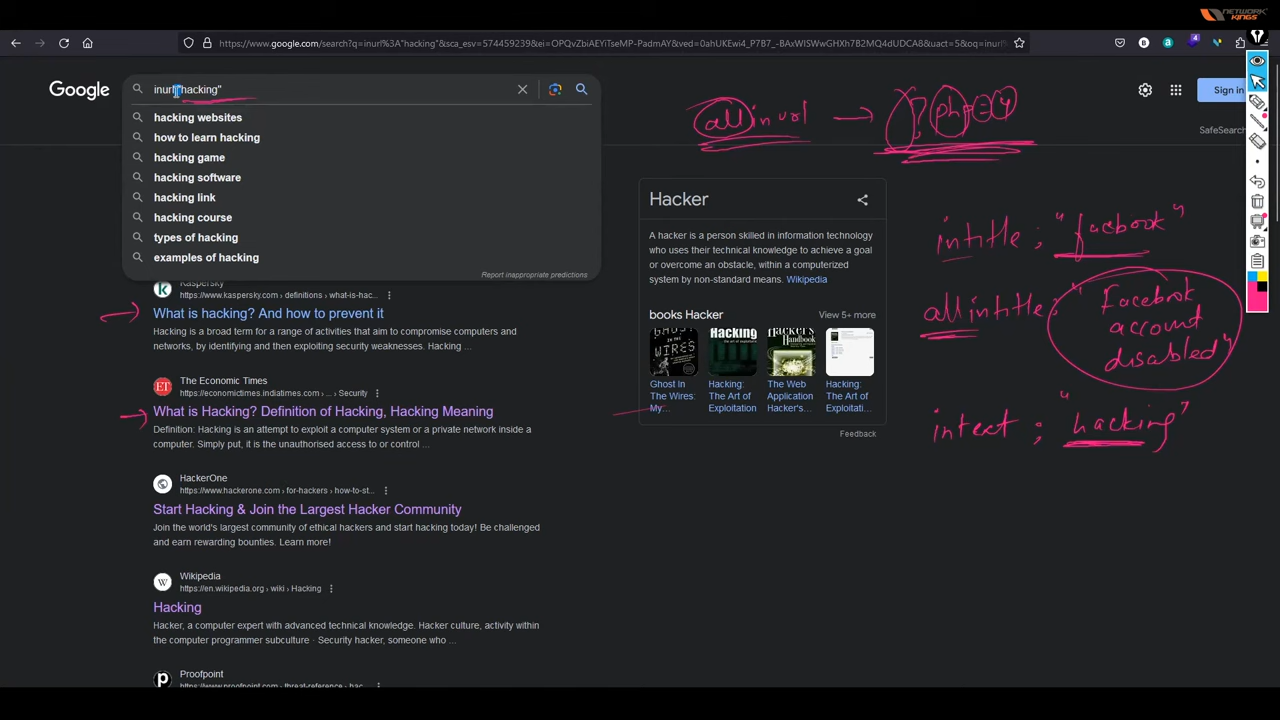 NETWORK
KINGS
https://www.google.com/search?q=inurl%3A"hacking"&sca_esv=574459239&ei=OPQvZbiAEYiTseMP-PadmAY&ved=0ahUKEwi4_P7B7_-BAxWISWwGHXh7B2MQ4dUDCA8&uact=5&oq=inurl
Google
inurl:"hacking"
Sign in
SafeSearch
hacking websites
how to learn hacking
hacking game
hacking software
hacking link
hacking course
types of hacking
examples of hacking
Report inappropriate predictions
Kaspersky
https://www.kaspersky.com › definitions › what-is-hac...
What is hacking? And how to prevent it
Hacking is a broad term for a range of activities that aim to compromise computers and
networks, by identifying and then exploiting security weaknesses. Hacking ...
The Economic Times
https://economictimes.indiatimes.com › ... › Security
What is Hacking? Definition of Hacking, Hacking Meaning
Definition: Hacking is an attempt to exploit a computer system or a private network inside a
computer. Simply put, it is the unauthorised access to or control ...
HackerOne
https://www.hackerone.com › for-hackers › how-to-st...
Start Hacking & Join the Largest Hacker Community
Join the world's largest community of ethical hackers and start hacking today! Be challenged
and earn rewarding bounties. Learn more!
W
Wikipedia
https://en.wikipedia.org › wiki › Hacking
Hacking
Hacker, a computer expert with advanced technical knowledge. Hacker culture, activity within
the computer programmer subculture · Security hacker, someone who ...
Proofpoint
https://www.proofpoint.com › threat-reference › hac...
Hacker
A hacker is a person skilled in information technology
who uses their technical knowledge to achieve a goal
or overcome an obstacle, within a computerized
system by non-standard means. Wikipedia
books Hacker
View 5+ more
Ghost In
The Wires:
My...
Hacking:
The Art of
Exploitation
The Web
Application
Hacker's...
Hacking:
The Art of
Exploitati...
Feedback
allinurl → ?php=4
intitle : "facebook"
allintitle : "Facebook
account
disabled"
intext : "hacking"